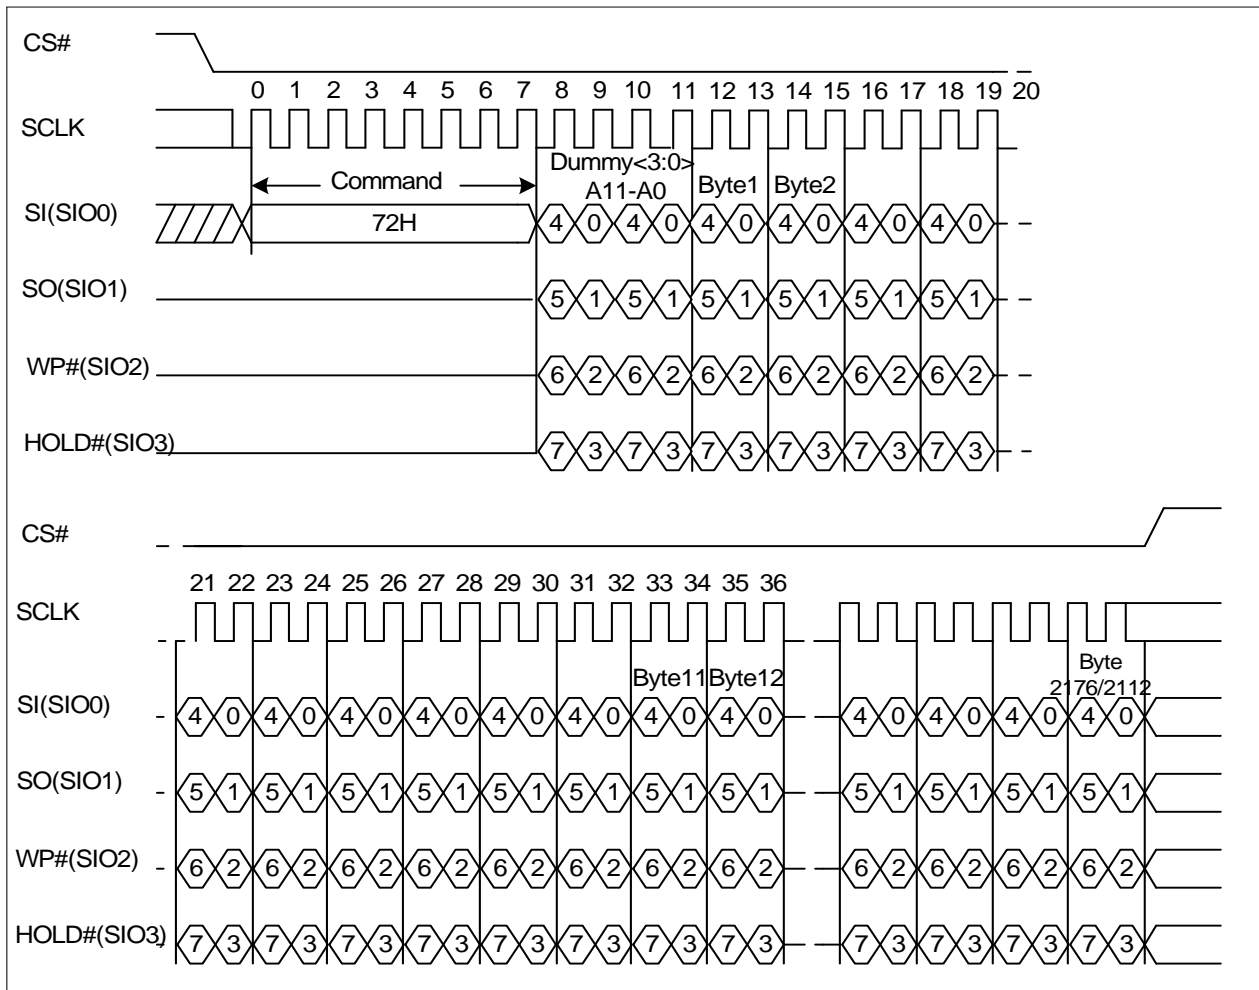 CS#
0 1 2 3 4 5 6 7 8 9 10 11 12 13 14 15 16 17 18 19 20
SCLK
Dummy<3:0>
Command A11-A0 Byte1 Byte2
SI(SIO0) 72H 4 0 4 0 4 0 4 0 4 0 4 0
SO(SIO1) 5 1 5 1 5 1 5 1 5 1 5 1
WP#(SIO2) 6 2 6 2 6 2 6 2 6 2 6 2
HOLD#(SIO3) 7 3 7 3 7 3 7 3 7 3 7 3
CS#
21 22 23 24 25 26 27 28 29 30 31 32 33 34 35 36
SCLK
Byte11 Byte12 Byte
2176/2112
SI(SIO0) 4 0 4 0 4 0 4 0 4 0 4 0 4 0 4 0 4 0 4 0 4 0 4 0
SO(SIO1) 5 1 5 1 5 1 5 1 5 1 5 1 5 1 5 1 5 1 5 1 5 1 5 1
WP#(SIO2) 6 2 6 2 6 2 6 2 6 2 6 2 6 2 6 2 6 2 6 2 6 2 6 2
HOLD#(SIO3) 7 3 7 3 7 3 7 3 7 3 7 3 7 3 7 3 7 3 7 3 7 3 7 3